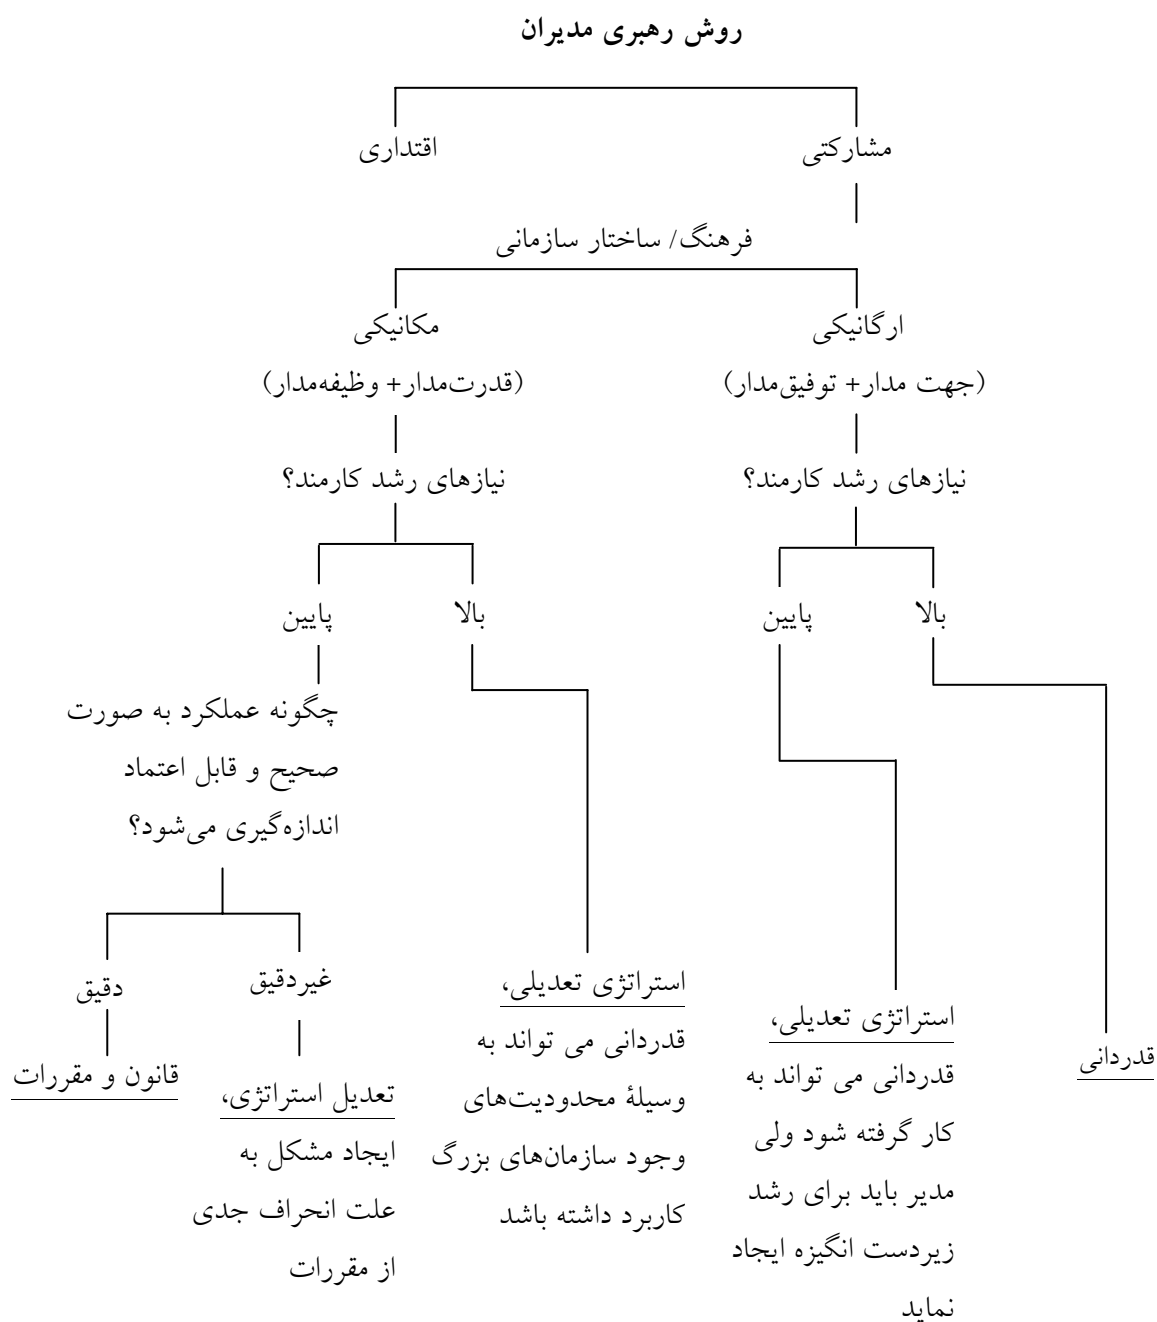 روش رهبری مدیران
مشارکتی
اقتداری
فرهنگ/ ساختار سازمانی
ارگانیکی
مکانیکی
(جهت مدار+ توفیق‌مدار)
(قدرت‌مدار+ وظیفه‌مدار)
نیازهای رشد کارمند؟
نیازهای رشد کارمند؟
بالا
پایین
بالا
پایین
چگونه عملکرد به صورت
صحیح و قابل اعتماد
اندازه‌گیری می‌شود؟
غیردقیق
دقیق
قدردانی
استراتژی تعدیلی،
قدردانی می تواند به
کار گرفته شود ولی
مدیر باید برای رشد
زیردست انگیزه ایجاد
نماید
استراتژی تعدیلی،
قدردانی می تواند به
وسیلهٔ محدودیت‌های
وجود سازمان‌های بزرگ
کاربرد داشته باشد
تعدیل استراتژی،
ایجاد مشکل به
علت انحراف جدی
از مقررات
قانون و مقررات